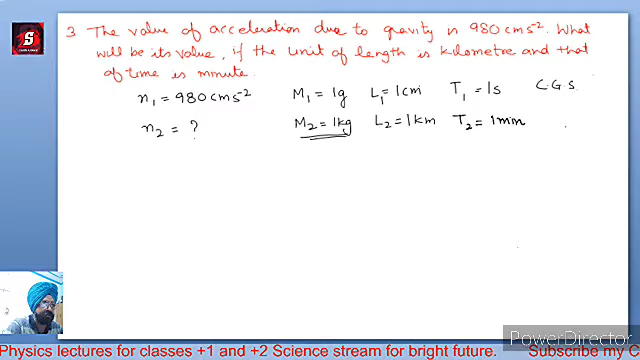 3 The value of acceleration due to gravity is 980 cm s⁻². What
will be its value, if the unit of length is kilometre and that
of time is minute.
n₁ = 980 cm s⁻² M₁ = 1g L₁ = 1cm T₁ = 1s C.G.S.
n₂ = ? M₂ = 1kg L₂ = 1km T₂ = 1min
PowerDirector
Physics lectures for classes +1 and +2 Science stream for bright future. Subscribe my C